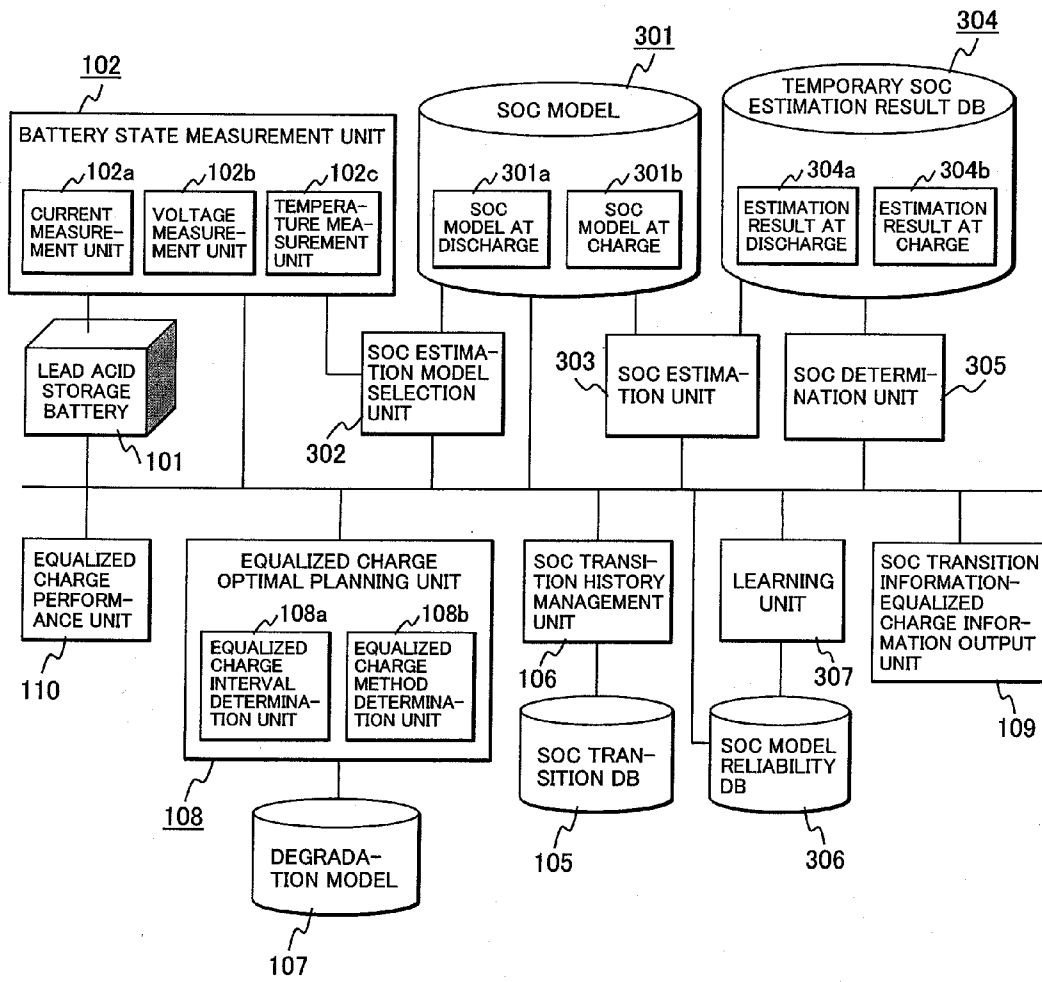 102
301
304
BATTERY STATE MEASUREMENT UNIT
102a
102b
102c
CURRENT
MEASURE-
MENT UNIT
VOLTAGE
MEASURE-
MENT UNIT
TEMPERA-
TURE MEA-
SUREMENT
UNIT
SOC MODEL
301a
301b
SOC
MODEL AT
DISCHARGE
SOC
MODEL AT
CHARGE
TEMPORARY SOC
ESTIMATION RESULT DB
304a
304b
ESTIMATION
RESULT AT
DISCHARGE
ESTIMATION
RESULT AT
CHARGE
LEAD ACID
STORAGE
BATTERY
101
SOC ESTIMA-
TION MODEL
SELECTION
UNIT
302
303
SOC ESTIMA-
TION UNIT
SOC DETERMI-
NATION UNIT
305
EQUALIZED
CHARGE
PERFORM-
ANCE UNIT
110
EQUALIZED CHARGE
OPTIMAL PLANNING UNIT
108a
108b
EQUALIZED
CHARGE
INTERVAL
DETERMINA-
TION UNIT
EQUALIZED
CHARGE
METHOD
DETERMINA-
TION UNIT
108
DEGRADA-
TION MODEL
107
SOC TRANSI-
TION HISTORY
MANAGEMENT
UNIT
106
SOC TRAN-
SITION DB
105
LEARNING
UNIT
307
SOC MODEL
RELIABILITY
DB
306
SOC TRANSITION
INFORMATION-
EQUALIZED
CHARGE INFOR-
MATION OUTPUT
UNIT
109